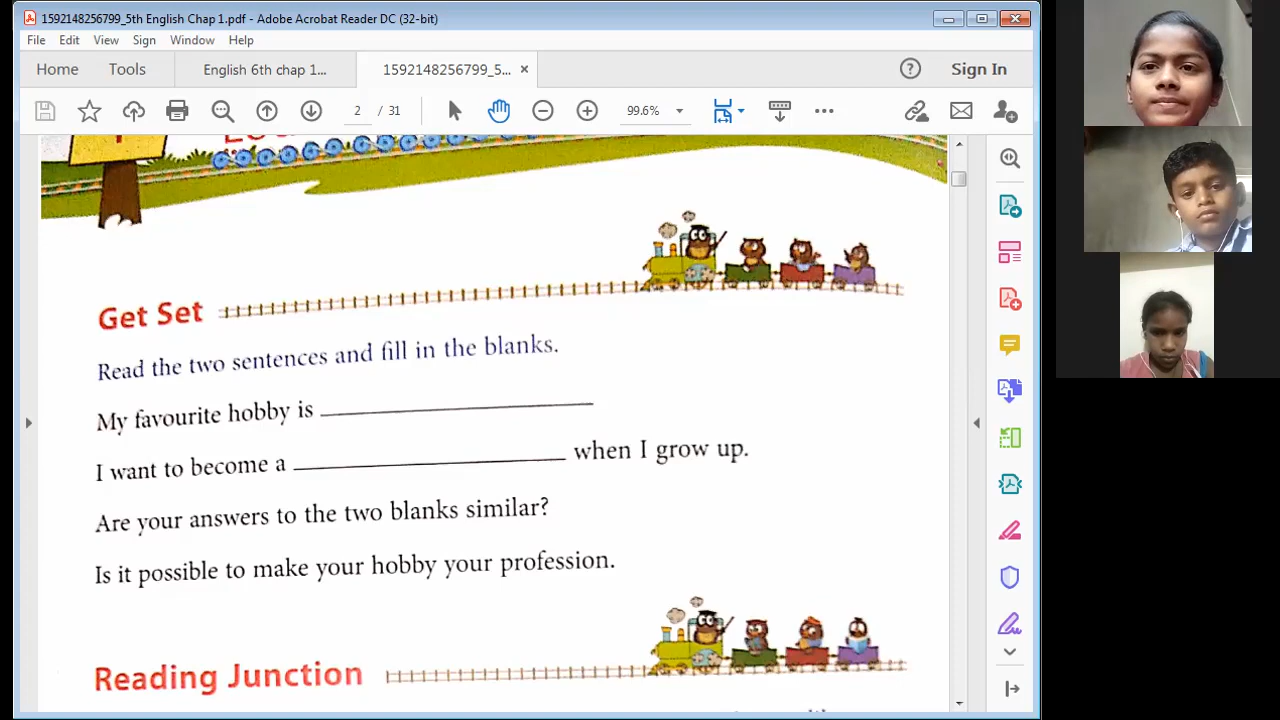 1592148256799_5th English Chap 1.pdf - Adobe Acrobat Reader DC (32-bit)
File Edit View Sign Window Help
Home Tools English 6th chap 1... 1592148256799_5... × Sign In
2 / 31 99.6%
Get Set
Read the two sentences and fill in the blanks.
My favourite hobby is ____________________
I want to become a ____________________ when I grow up.
Are your answers to the two blanks similar?
Is it possible to make your hobby your profession.
Reading Junction